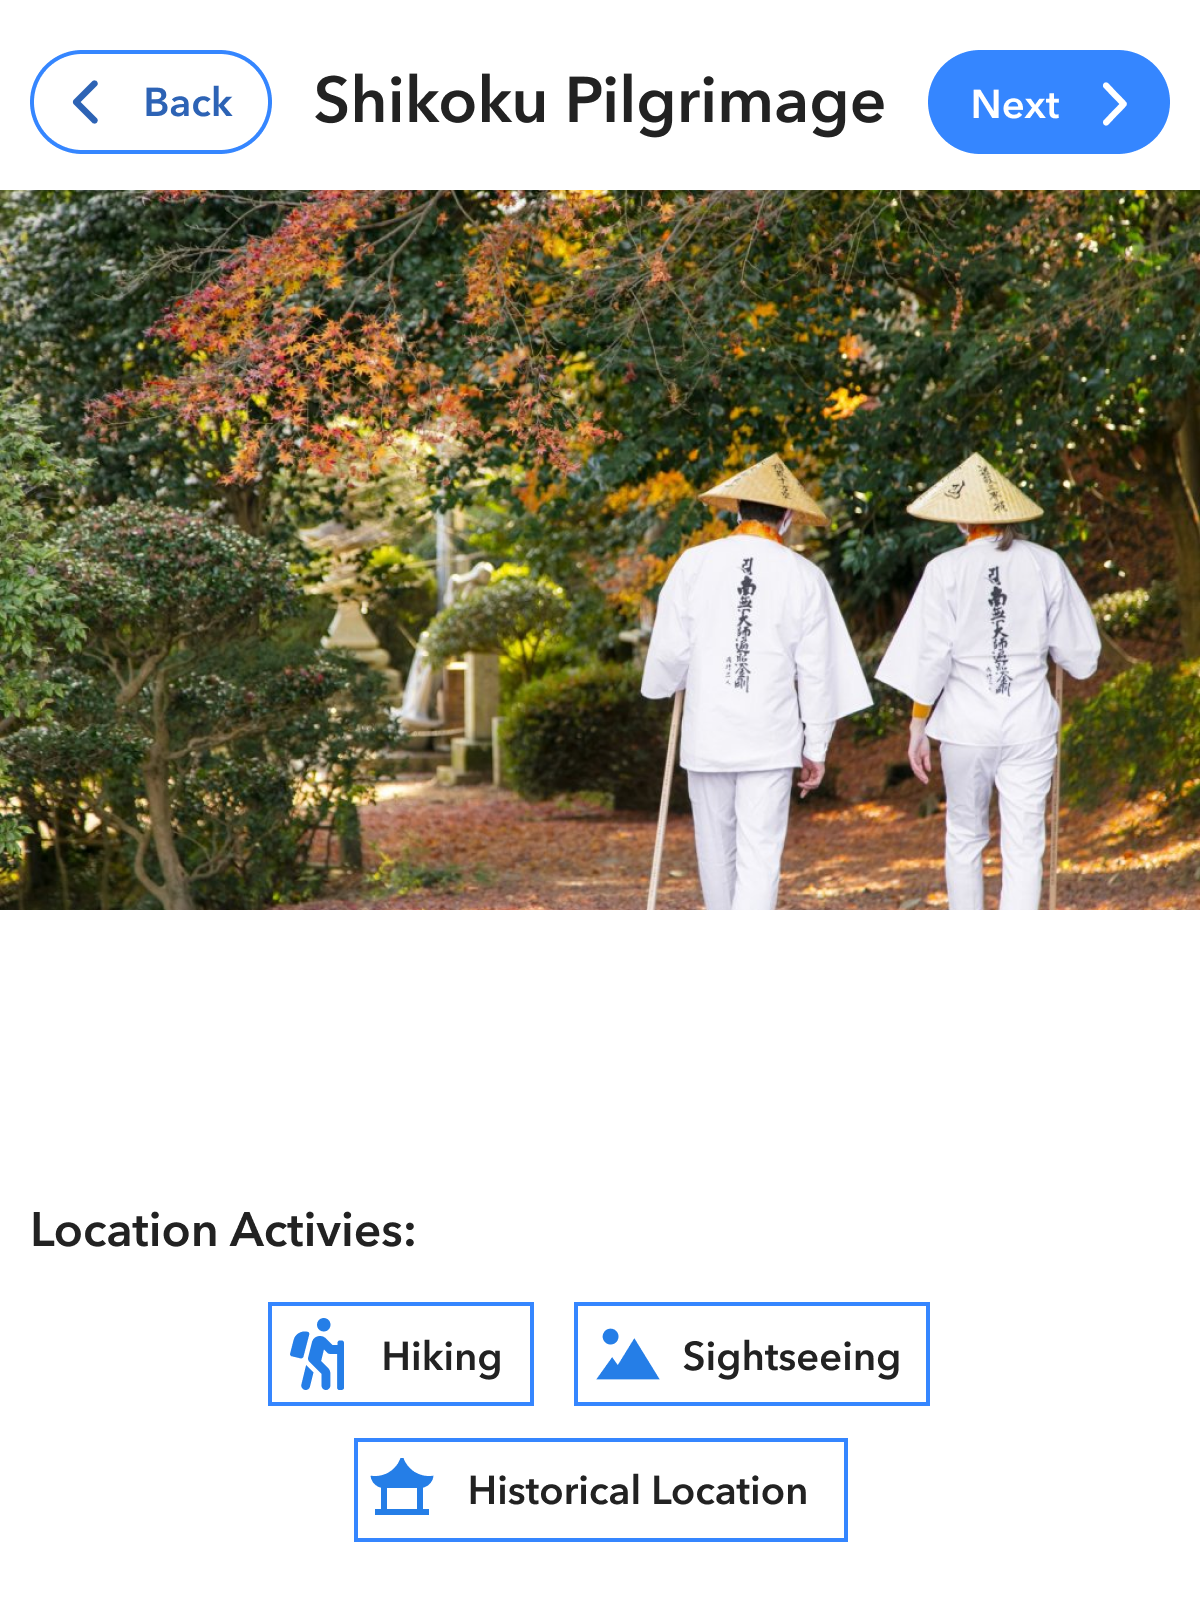 Back
Shikoku Pilgrimage
Next
南無大師遍照金剛
南無大師遍照金剛
Location Activies:
Hiking
Sightseeing
Historical Location